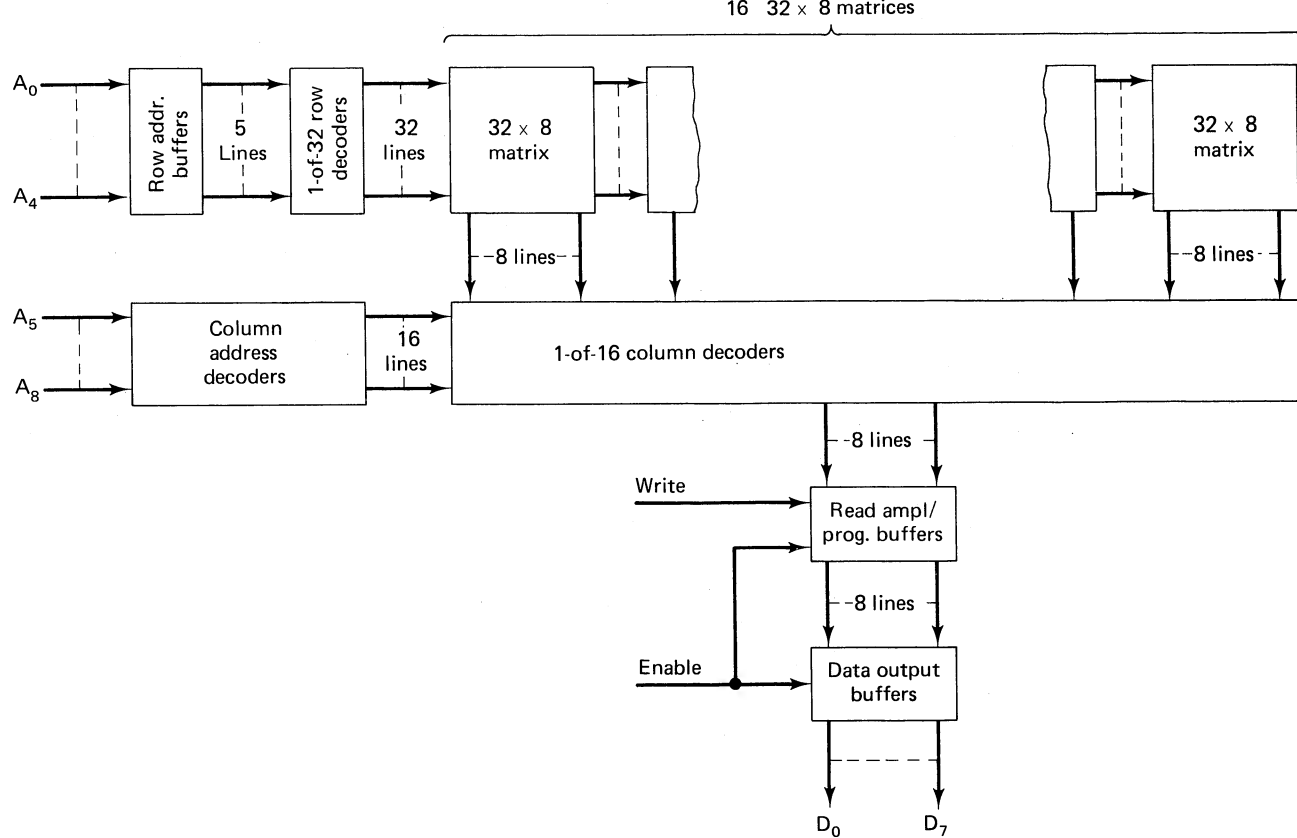 16 32 × 8 matrices
A0
A4
Row addr.
buffers
5
Lines
1-of-32 row
decoders
32
lines
32 × 8
matrix
32 × 8
matrix
8 lines
8 lines
A5
A8
Column
address
decoders
16
lines
1-of-16 column decoders
8 lines
Write
Read ampl/
prog. buffers
8 lines
Enable
Data output
buffers
D0
D7